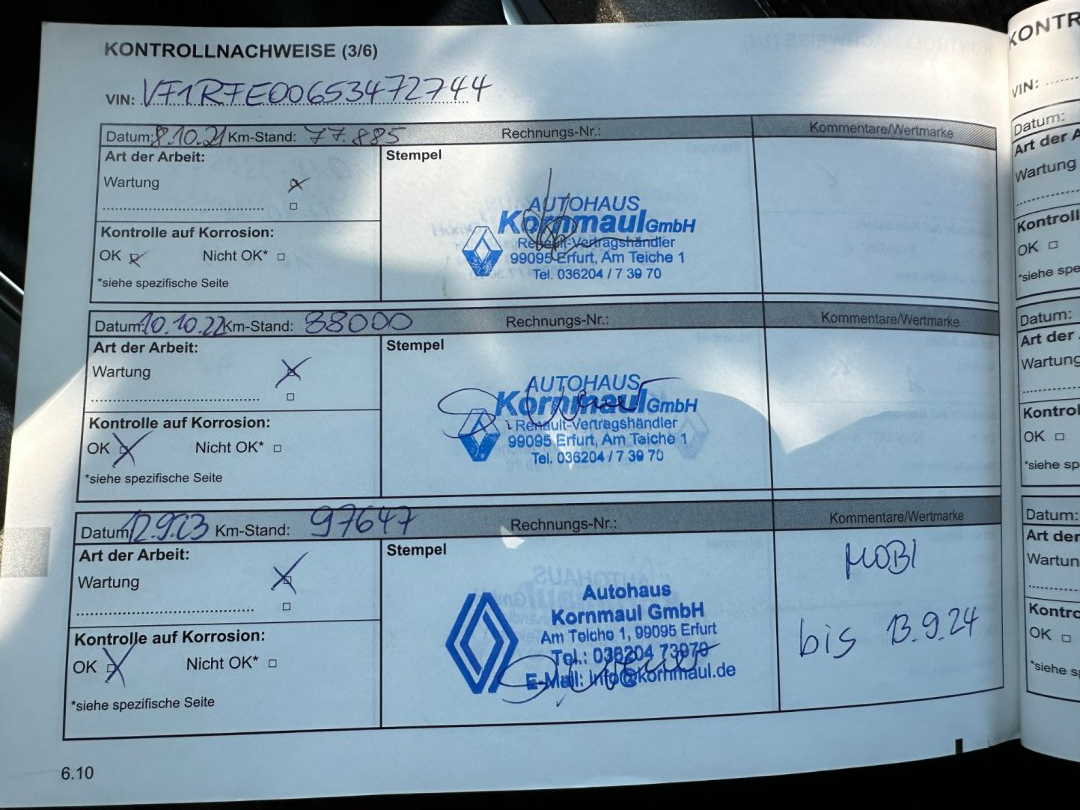 KONTROLLNACHWEISE (3/6)
VIN: VF1RFE00653472744
Datum: 8.10.21 Km-Stand: 77.885 Rechnungs-Nr.: Kommentare/Wertmarke
Art der Arbeit: Stempel
Wartung
AUTOHAUS
Kornmaul GmbH
Renault-Vertragshändler
99095 Erfurt, Am Teiche 1
Tel. 036204 / 7 39 70
Kontrolle auf Korrosion:
OK Nicht OK*
*siehe spezifische Seite
Datum: 10.10.22 Km-Stand: 88000 Rechnungs-Nr.: Kommentare/Wertmarke
Art der Arbeit: Stempel
Wartung
AUTOHAUS
Kornmaul GmbH
Renault-Vertragshändler
99095 Erfurt, Am Teiche 1
Tel. 036204 / 7 39 70
Kontrolle auf Korrosion:
OK Nicht OK*
*siehe spezifische Seite
Datum: 12.9.23 Km-Stand: 97647 Rechnungs-Nr.: Kommentare/Wertmarke
Art der Arbeit: Stempel
Wartung
Autohaus
Kornmaul GmbH
Am Teiche 1, 99095 Erfurt
Tel.: 036204 73970
E-Mail: info@kornmaul.de
MOBI
bis 13.9.24
Kontrolle auf Korrosion:
OK Nicht OK*
*siehe spezifische Seite
6.10
KONTR
VIN:
Datum:
Art der
Wartung
Kontroll
OK
*siehe spe
Datum:
Art der
Wartung
Kontrol
OK
*siehe sp
Datum:
Art der
Wartun
Kontro
OK
*siehe s